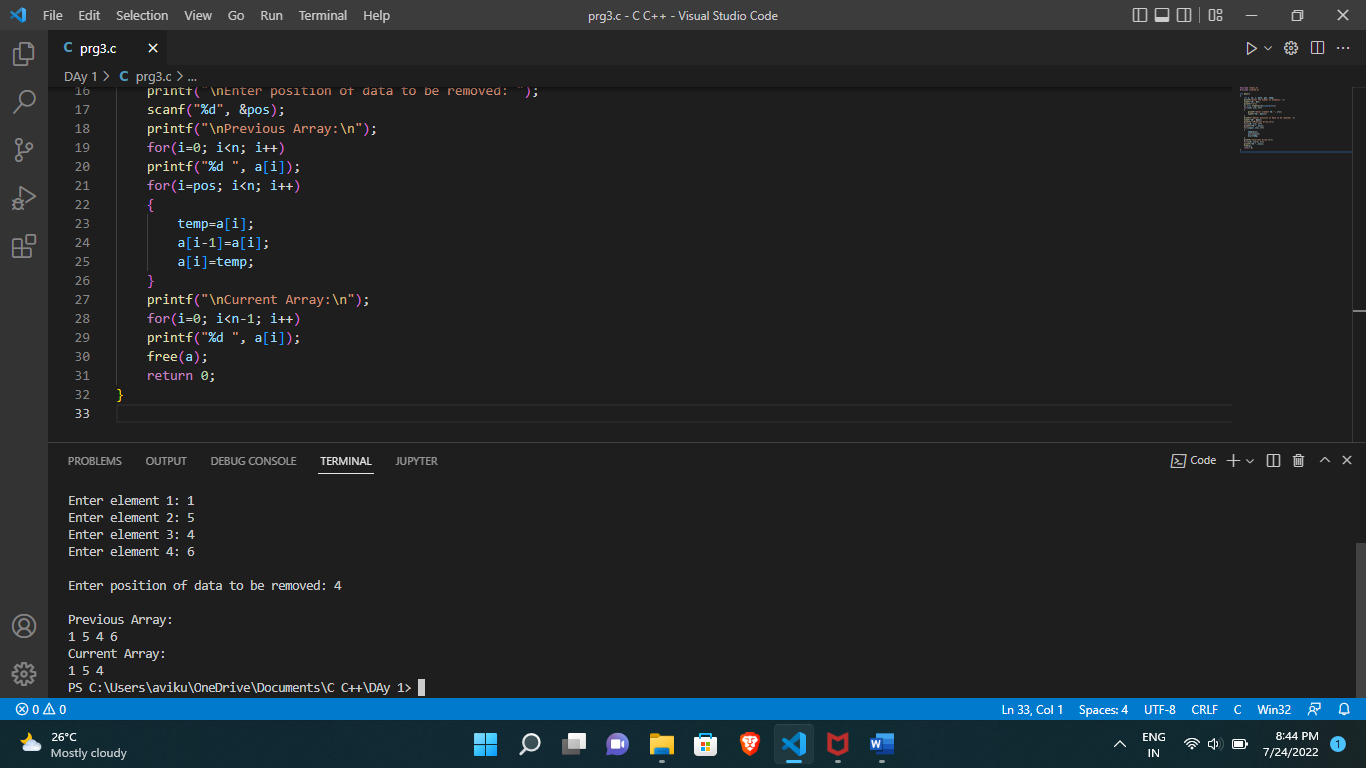 File Edit Selection View Go Run Terminal Help prg3.c - C C++ - Visual Studio Code
C prg3.c
DAy 1 > C prg3.c > ...
16 printf("\nEnter position of data to be removed: ");
17 scanf("%d", &pos);
18 printf("\nPrevious Array:\n");
19 for(i=0; i<n; i++)
20 printf("%d ", a[i]);
21 for(i=pos; i<n; i++)
22 {
23 temp=a[i];
24 a[i-1]=a[i];
25 a[i]=temp;
26 }
27 printf("\nCurrent Array:\n");
28 for(i=0; i<n-1; i++)
29 printf("%d ", a[i]);
30 free(a);
31 return 0;
32 }
33
PROBLEMS OUTPUT DEBUG CONSOLE TERMINAL JUPYTER Code
Enter element 1: 1
Enter element 2: 5
Enter element 3: 4
Enter element 4: 6
Enter position of data to be removed: 4
Previous Array:
1 5 4 6
Current Array:
1 5 4
PS C:\Users\aviku\OneDrive\Documents\C C++\DAy 1>
0 0 Ln 33, Col 1 Spaces: 4 UTF-8 CRLF C Win32
26°C
Mostly cloudy
ENG
IN
8:44 PM
7/24/2022
1